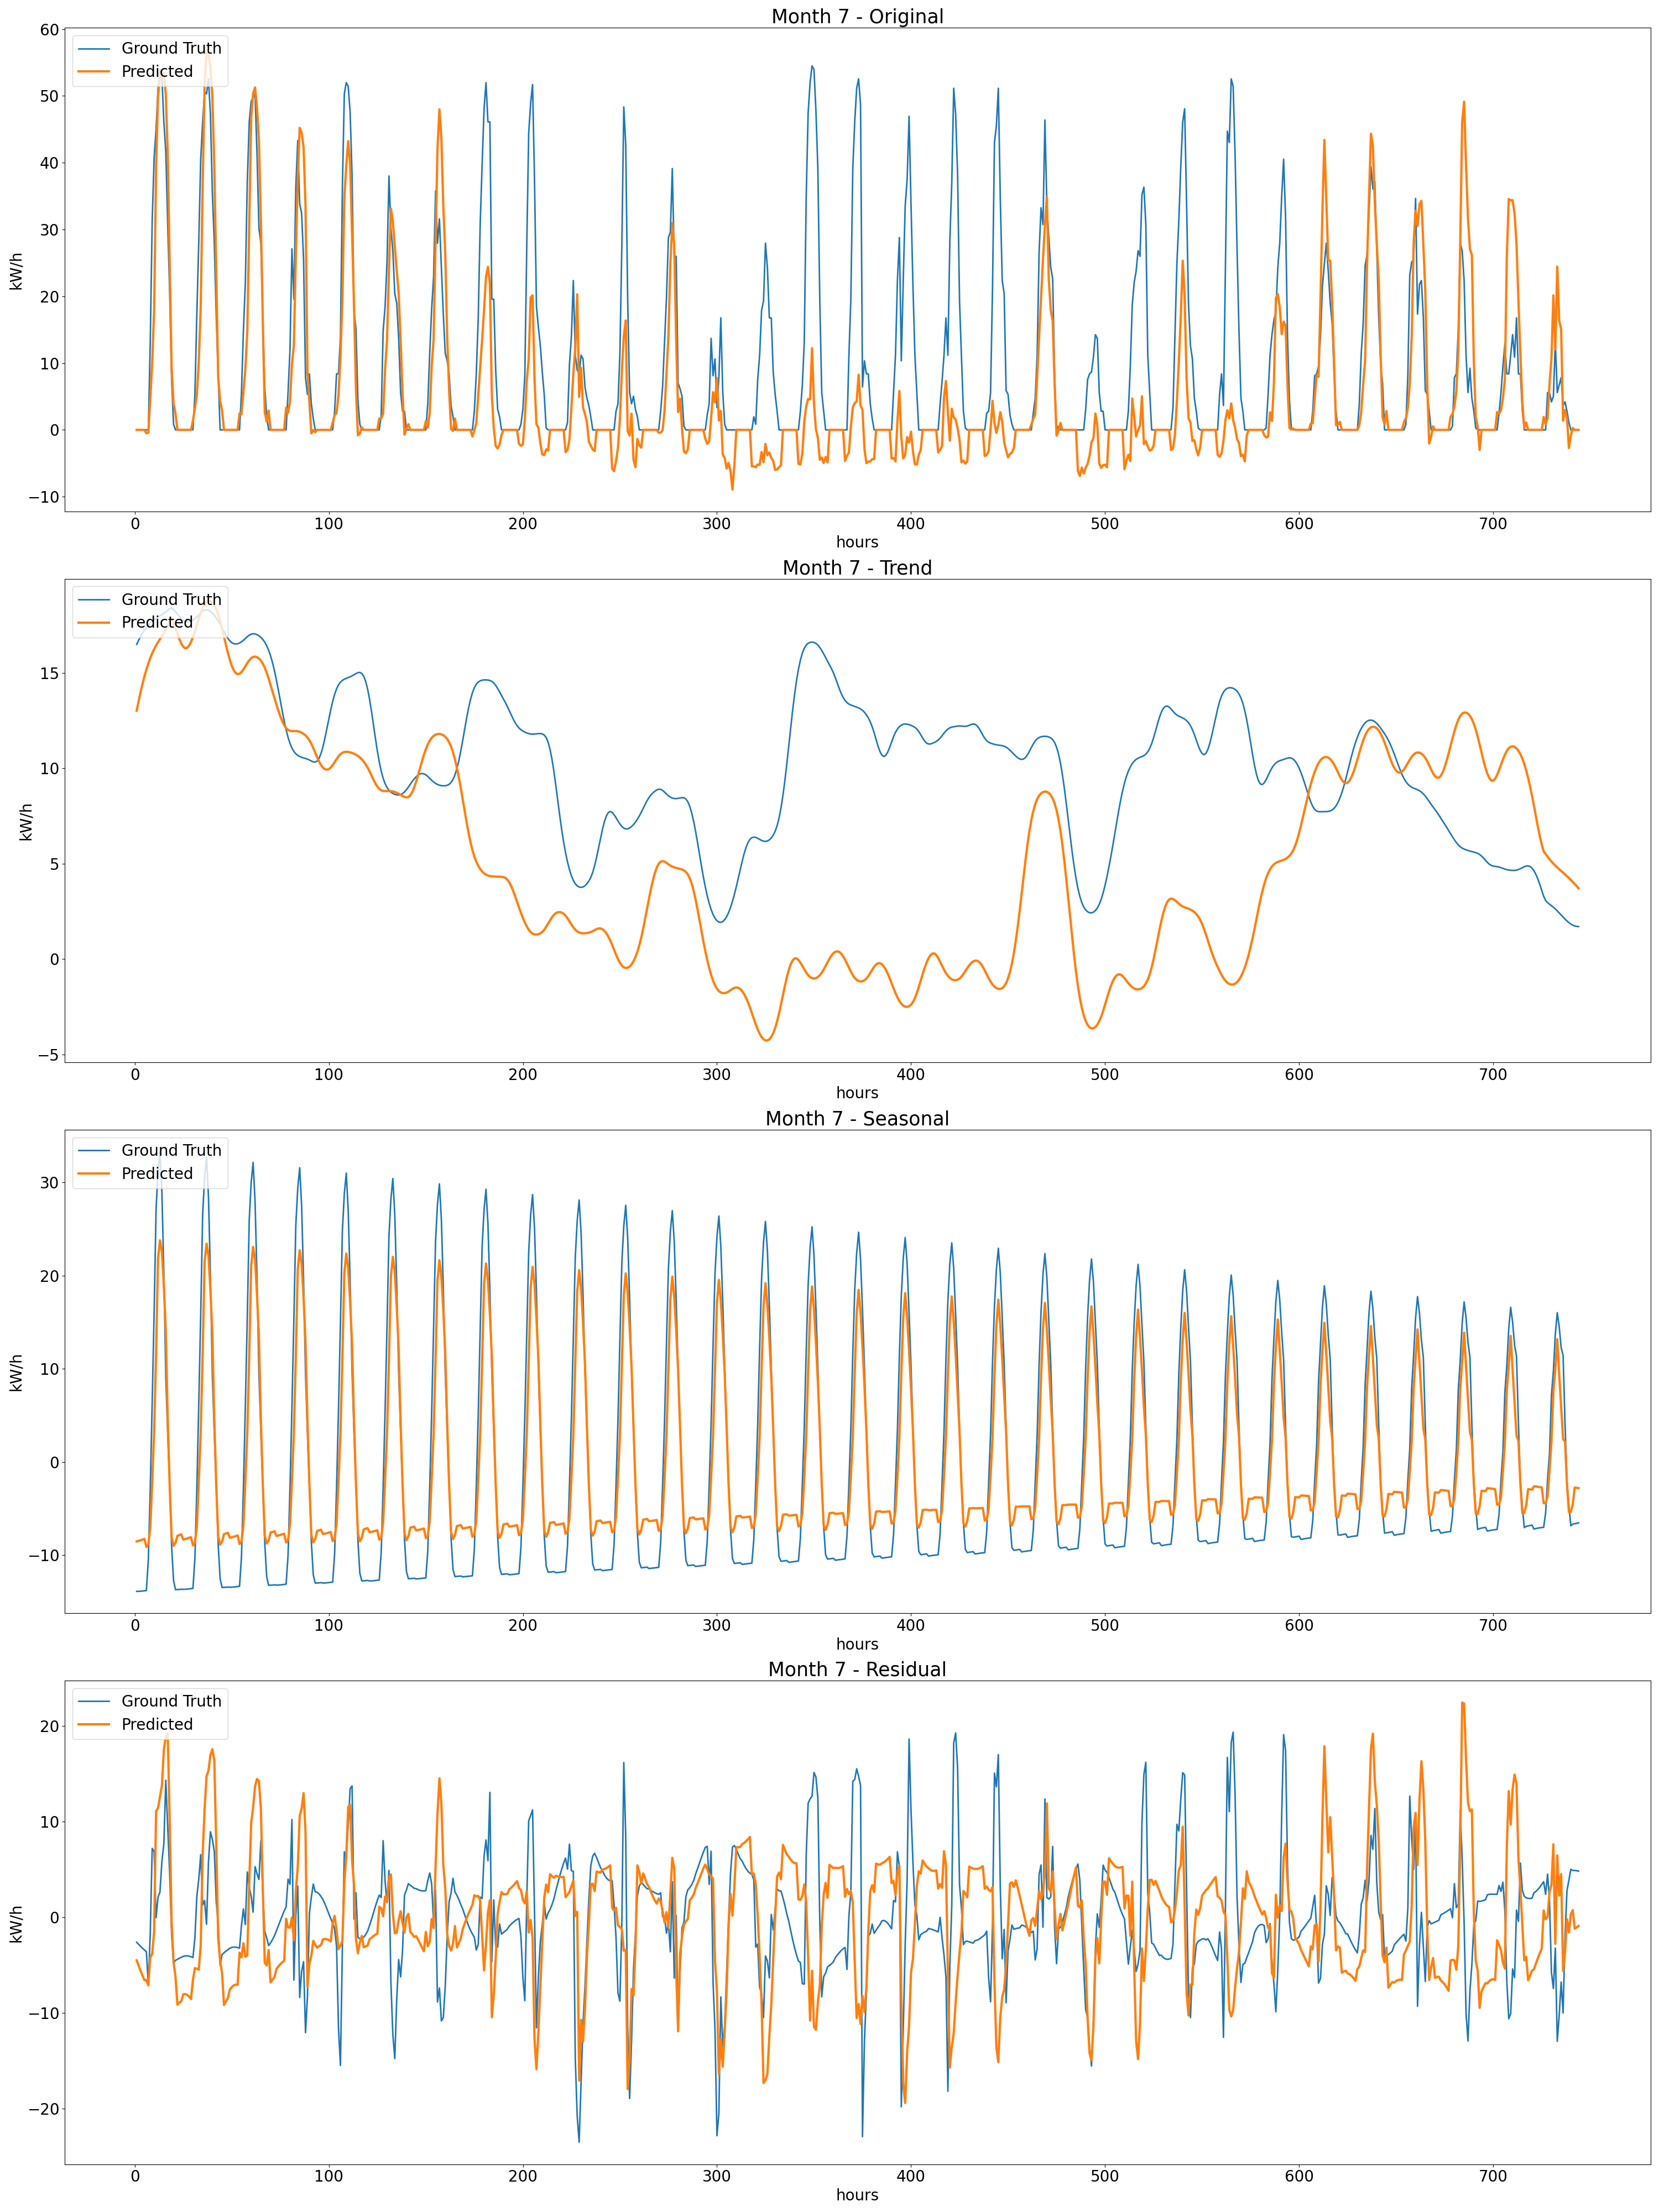 Month 7 - Original
Ground Truth
Predicted
60
50
40
30
20
10
0
−10
kW/h
0 100 200 300 400 500 600 700
hours
Month 7 - Trend
Ground Truth
Predicted
15
10
5
0
−5
kW/h
0 100 200 300 400 500 600 700
hours
Month 7 - Seasonal
Ground Truth
Predicted
30
20
10
0
−10
kW/h
0 100 200 300 400 500 600 700
hours
Month 7 - Residual
Ground Truth
Predicted
20
10
0
−10
−20
kW/h
0 100 200 300 400 500 600 700
hours